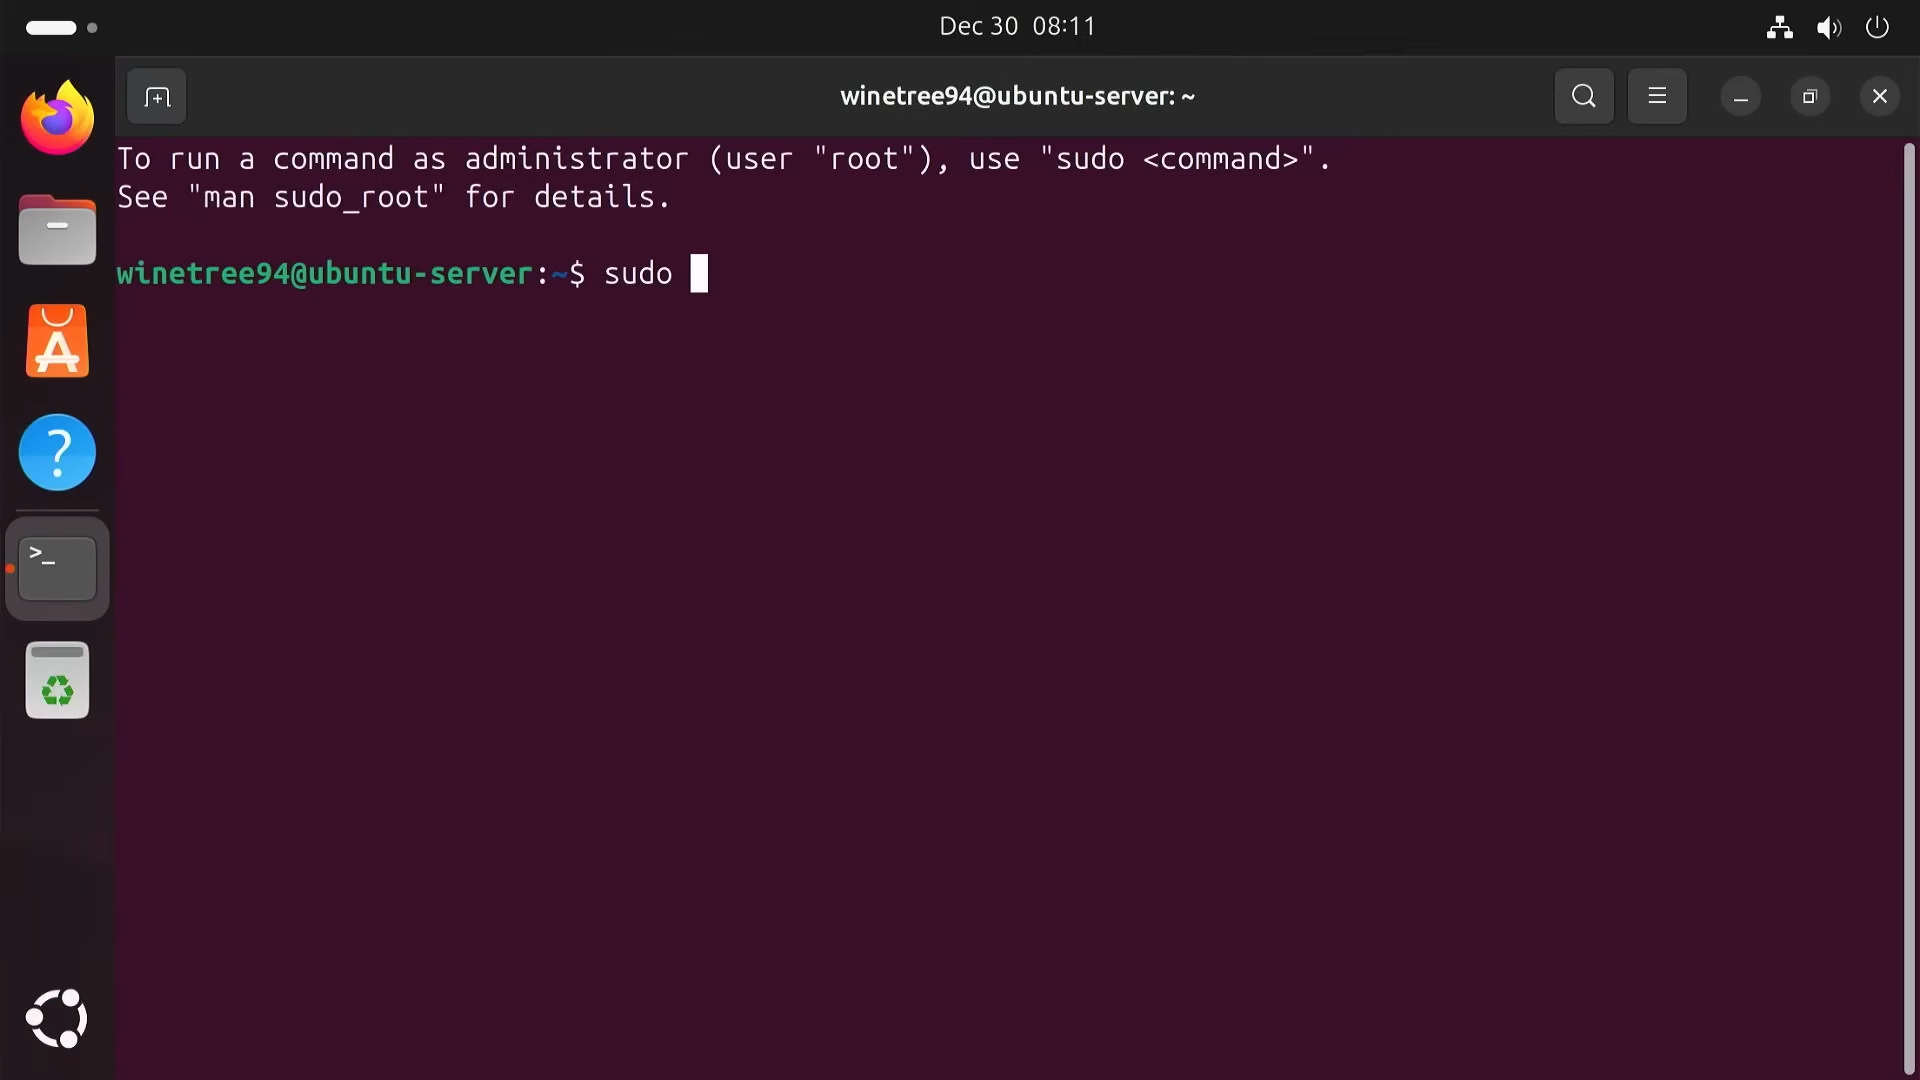 Dec 30 08:11
winetree94@ubuntu-server: ~
To run a command as administrator (user "root"), use "sudo <command>".
See "man sudo_root" for details.
winetree94@ubuntu-server:~$ sudo